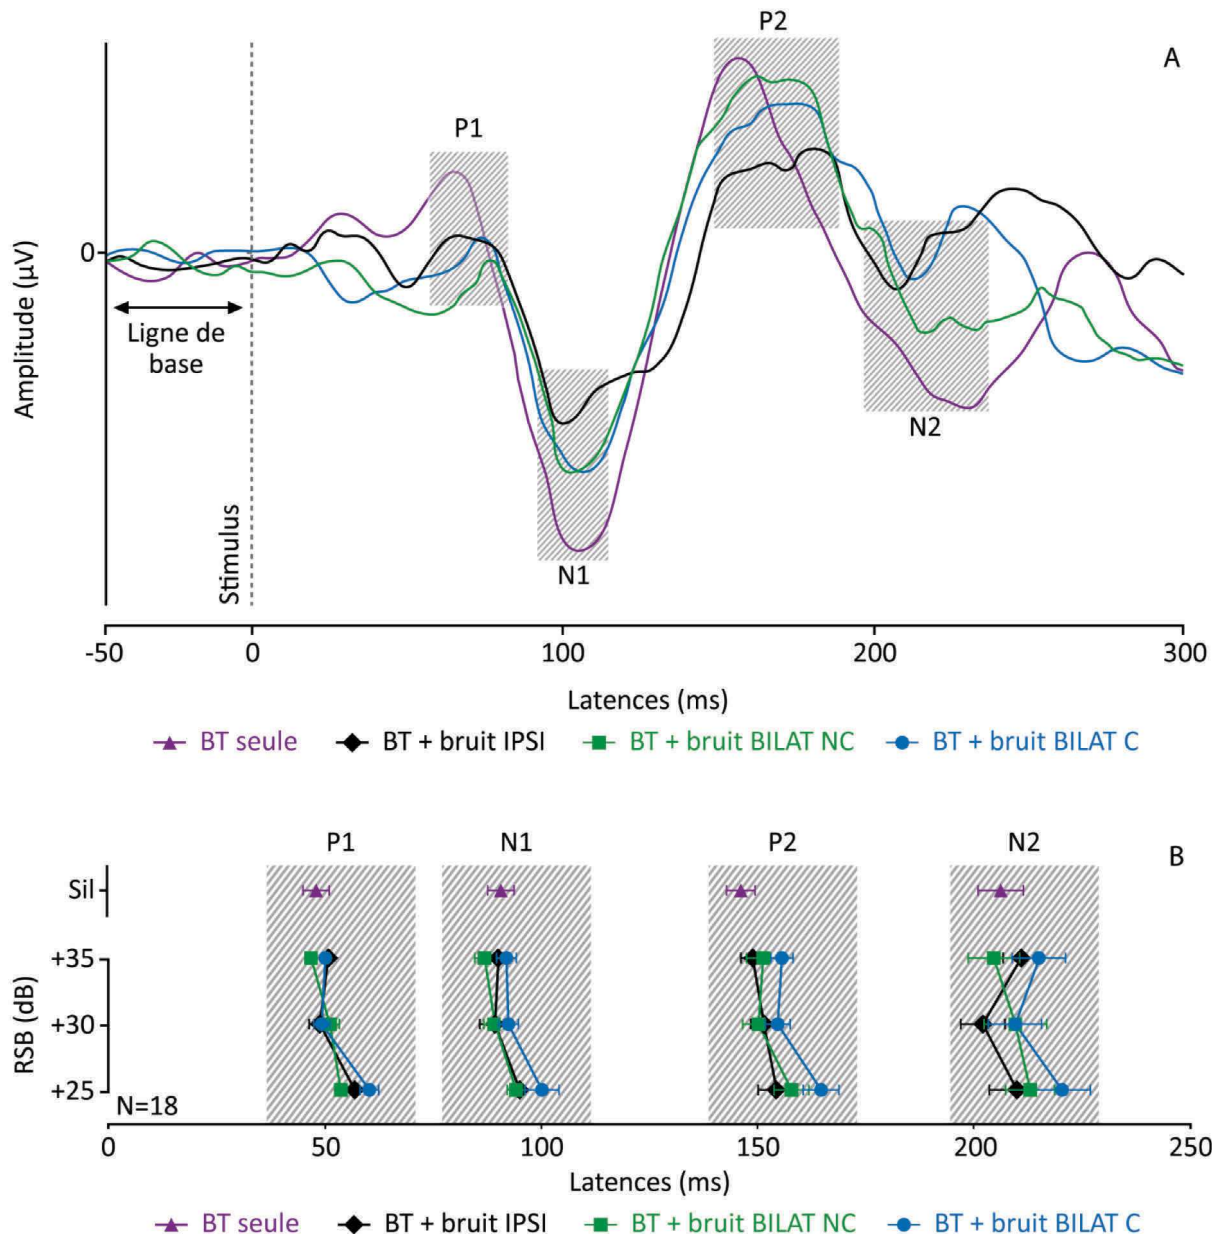 P2
A
P1
0
Amplitude (µV)
Ligne de
base
Stimulus
N1
N2
-50 0 100 200 300
Latences (ms)
BT seule BT + bruit IPSI BT + bruit BILAT NC BT + bruit BILAT C
P1 N1 P2 N2
B
Sil
+35
+30
+25
RSB (dB)
N=18
0 50 100 150 200 250
Latences (ms)
BT seule BT + bruit IPSI BT + bruit BILAT NC BT + bruit BILAT C